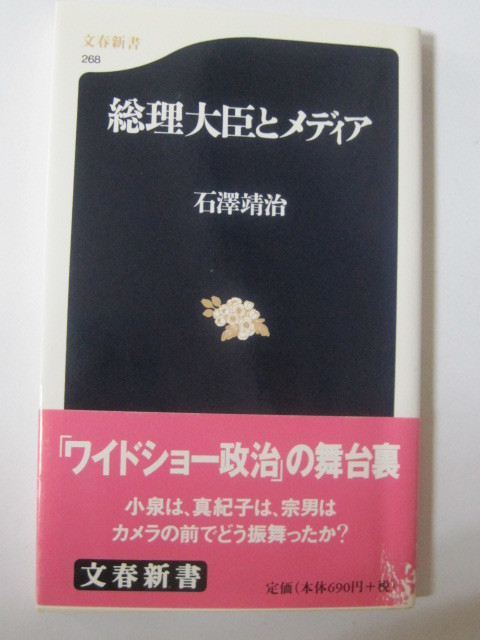 文春新書
268
総理大臣とメディア
石澤靖治
「ワイドショー政治」の舞台裏
小泉は、真紀子は、宗男は
カメラの前でどう振舞ったか?
文春新書
定価(本体690円+税)